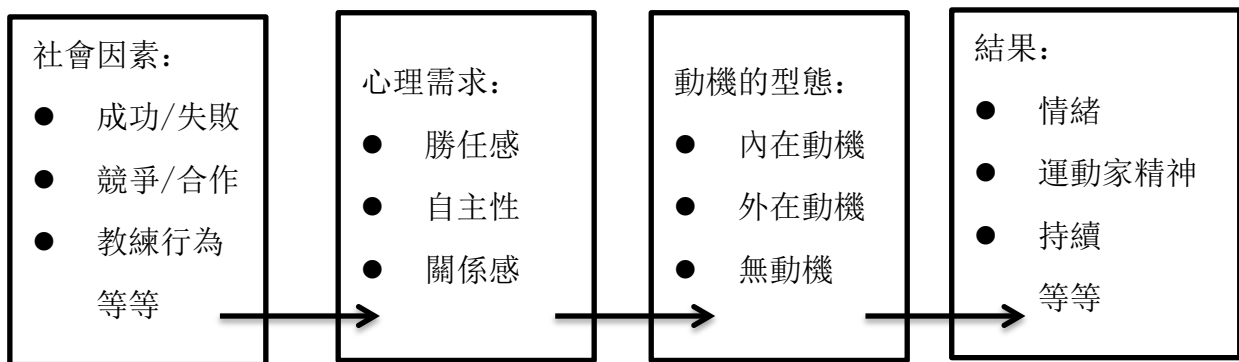 社會因素：
● 成功/失敗
● 競爭/合作
● 教練行為
等等
心理需求：
● 勝任感
● 自主性
● 關係感
動機的型態：
● 內在動機
● 外在動機
● 無動機
結果：
● 情緒
● 運動家精神
● 持續
等等